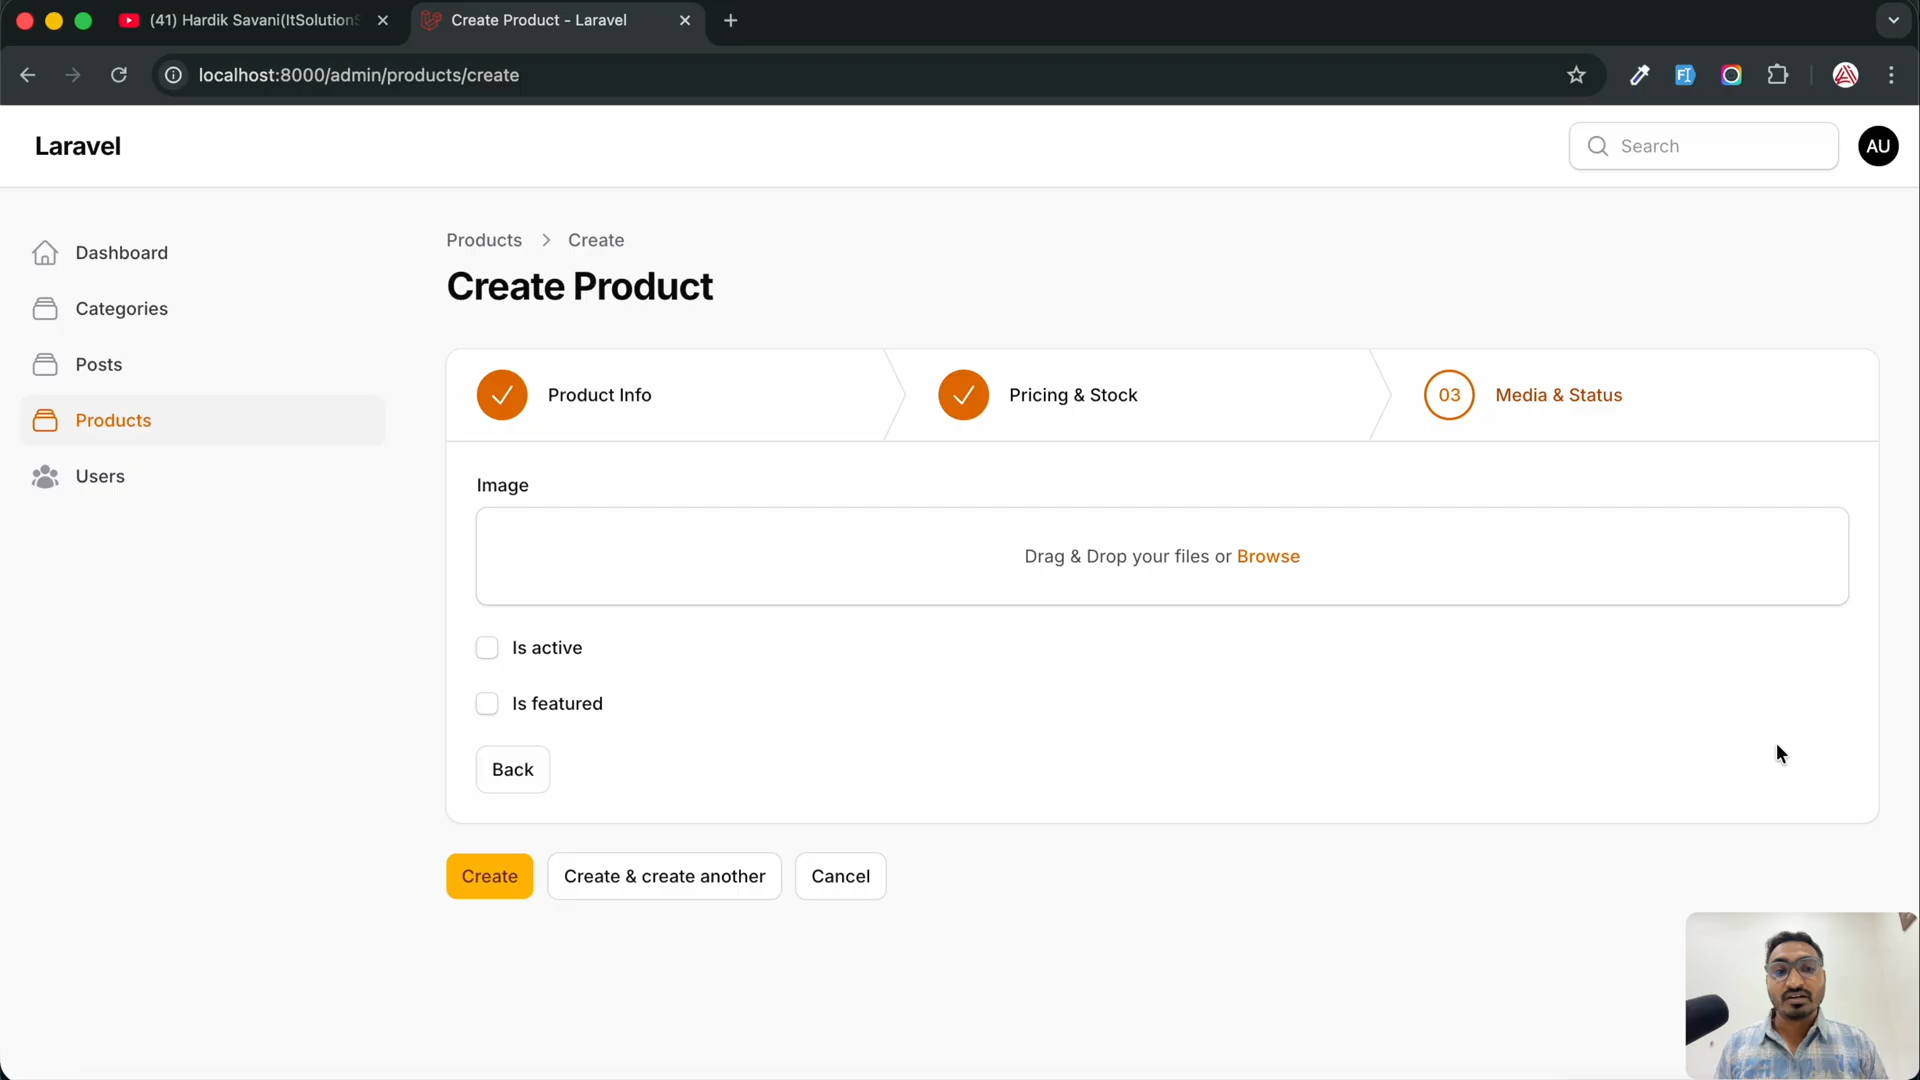 (41) Hardik Savani(ItSolutionS
Create Product - Laravel
localhost:8000/admin/products/create
Laravel
Search
AU
Dashboard
Categories
Posts
Products
Users
Products > Create
Create Product
Product Info
Pricing & Stock
03 Media & Status
Image
Drag & Drop your files or Browse
Is active
Is featured
Back
Create
Create & create another
Cancel